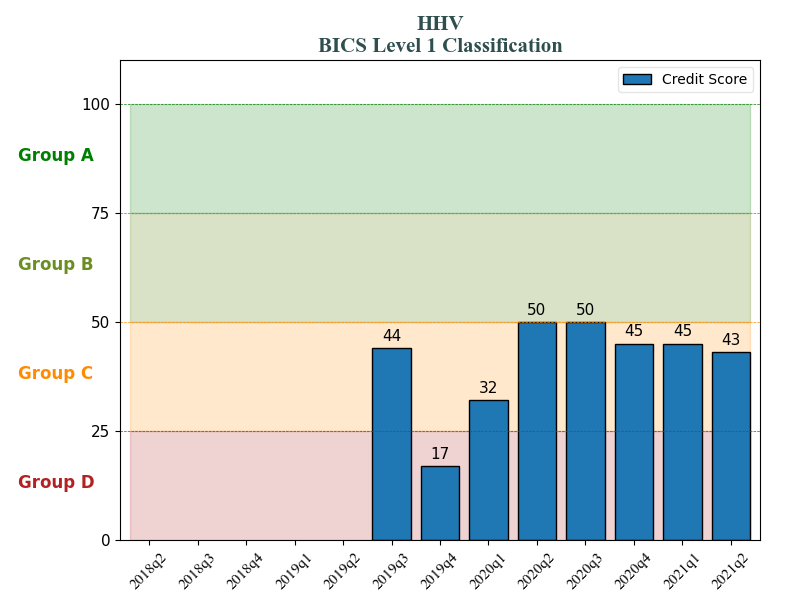 HHV
BICS Level 1 Classification
Credit Score
100
Group A
75
Group B
50
50 50
45 45
44
43
Group C
32
25
17
Group D
0
2018q2 2018q3 2018q4 2019q1 2019q2 2019q3 2019q4 2020q1 2020q2 2020q3 2020q4 2021q1 2021q2